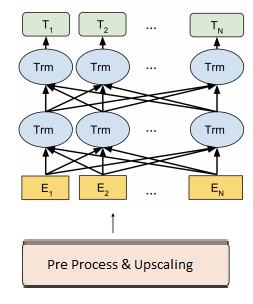 T1 T2 ... TN
Trm Trm ... Trm
Trm Trm ... Trm
E1 E2 ... EN
Pre Process & Upscaling